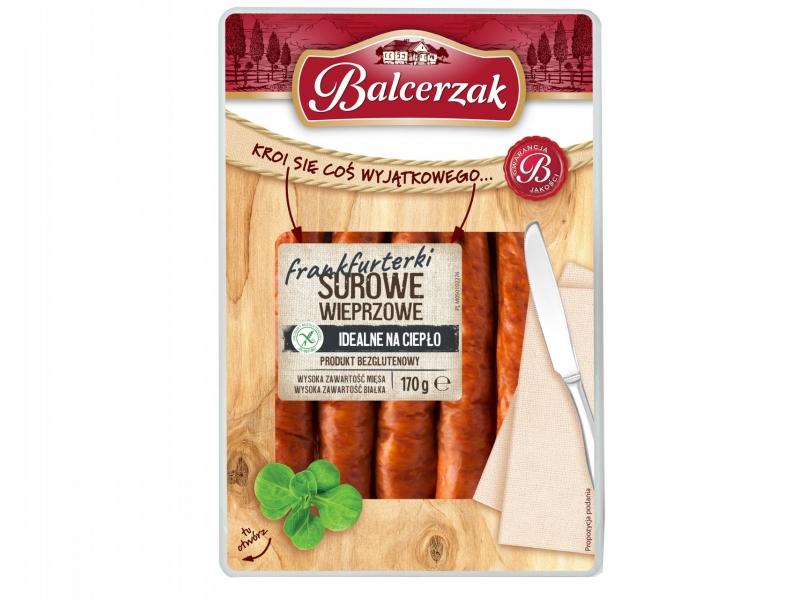 Balcerzak
KROI SIĘ COŚ WYJĄTKOWEGO...
GWARANCJA
B
JAKOŚCI
frankfurterki
SUROWE
WIEPRZOWE
IDEALNE NA CIEPŁO
PRODUKT BEZGLUTENOWY
WYSOKA ZAWARTOŚĆ MIĘSA
WYSOKA ZAWARTOŚĆ BIAŁKA
170 g ℮
tu
otwórz
Propozycja podania